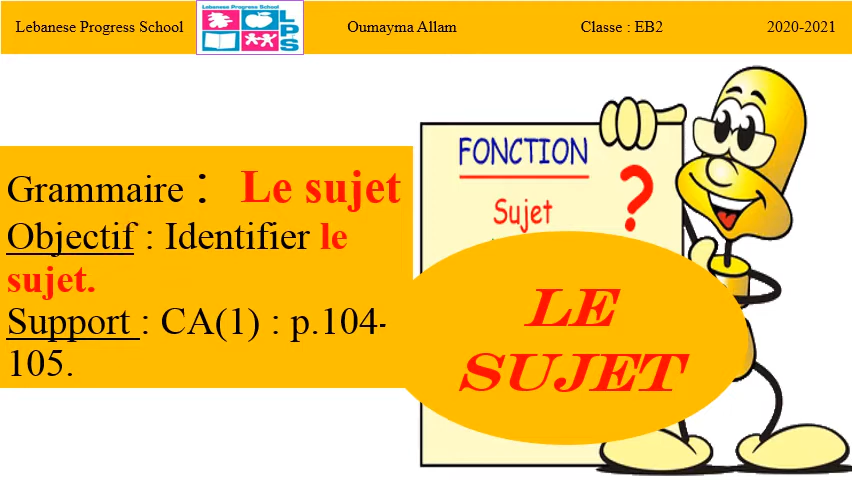 Lebanese Progress School
Lebanese Progress School
LPS
Oumayma Allam
Classe : EB2
2020-2021
Grammaire : Le sujet
Objectif : Identifier le
sujet.
Support : CA(1) : p.104-
105.
FONCTION
Sujet
?
LE
SUJET